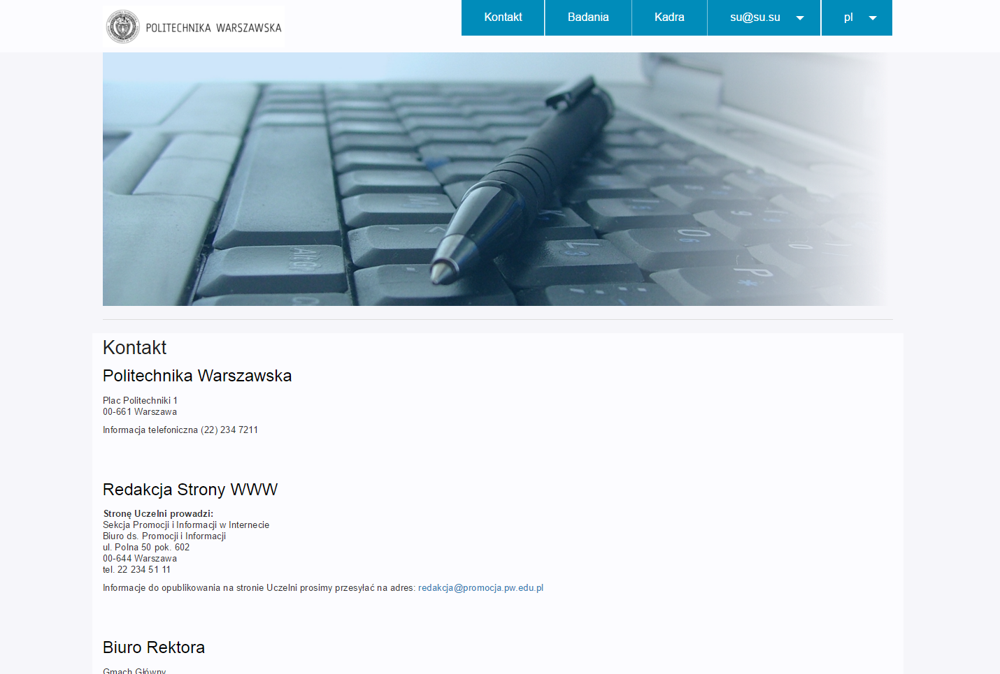 POLITECHNIKA WARSZAWSKA
Kontakt
Badania
Kadra
su@su.su
pl
Kontakt
Politechnika Warszawska
Plac Politechniki 1
00-661 Warszawa
Informacja telefoniczna (22) 234 7211
Redakcja Strony WWW
Stronę Uczelni prowadzi:
Sekcja Promocji i Informacji w Internecie
Biuro ds. Promocji i Informacji
ul. Polna 50 pok. 602
00-644 Warszawa
tel. 22 234 51 11
Informacje do opublikowania na stronie Uczelni prosimy przesyłać na adres: redakcja@promocja.pw.edu.pl
Biuro Rektora
Gmach Główny